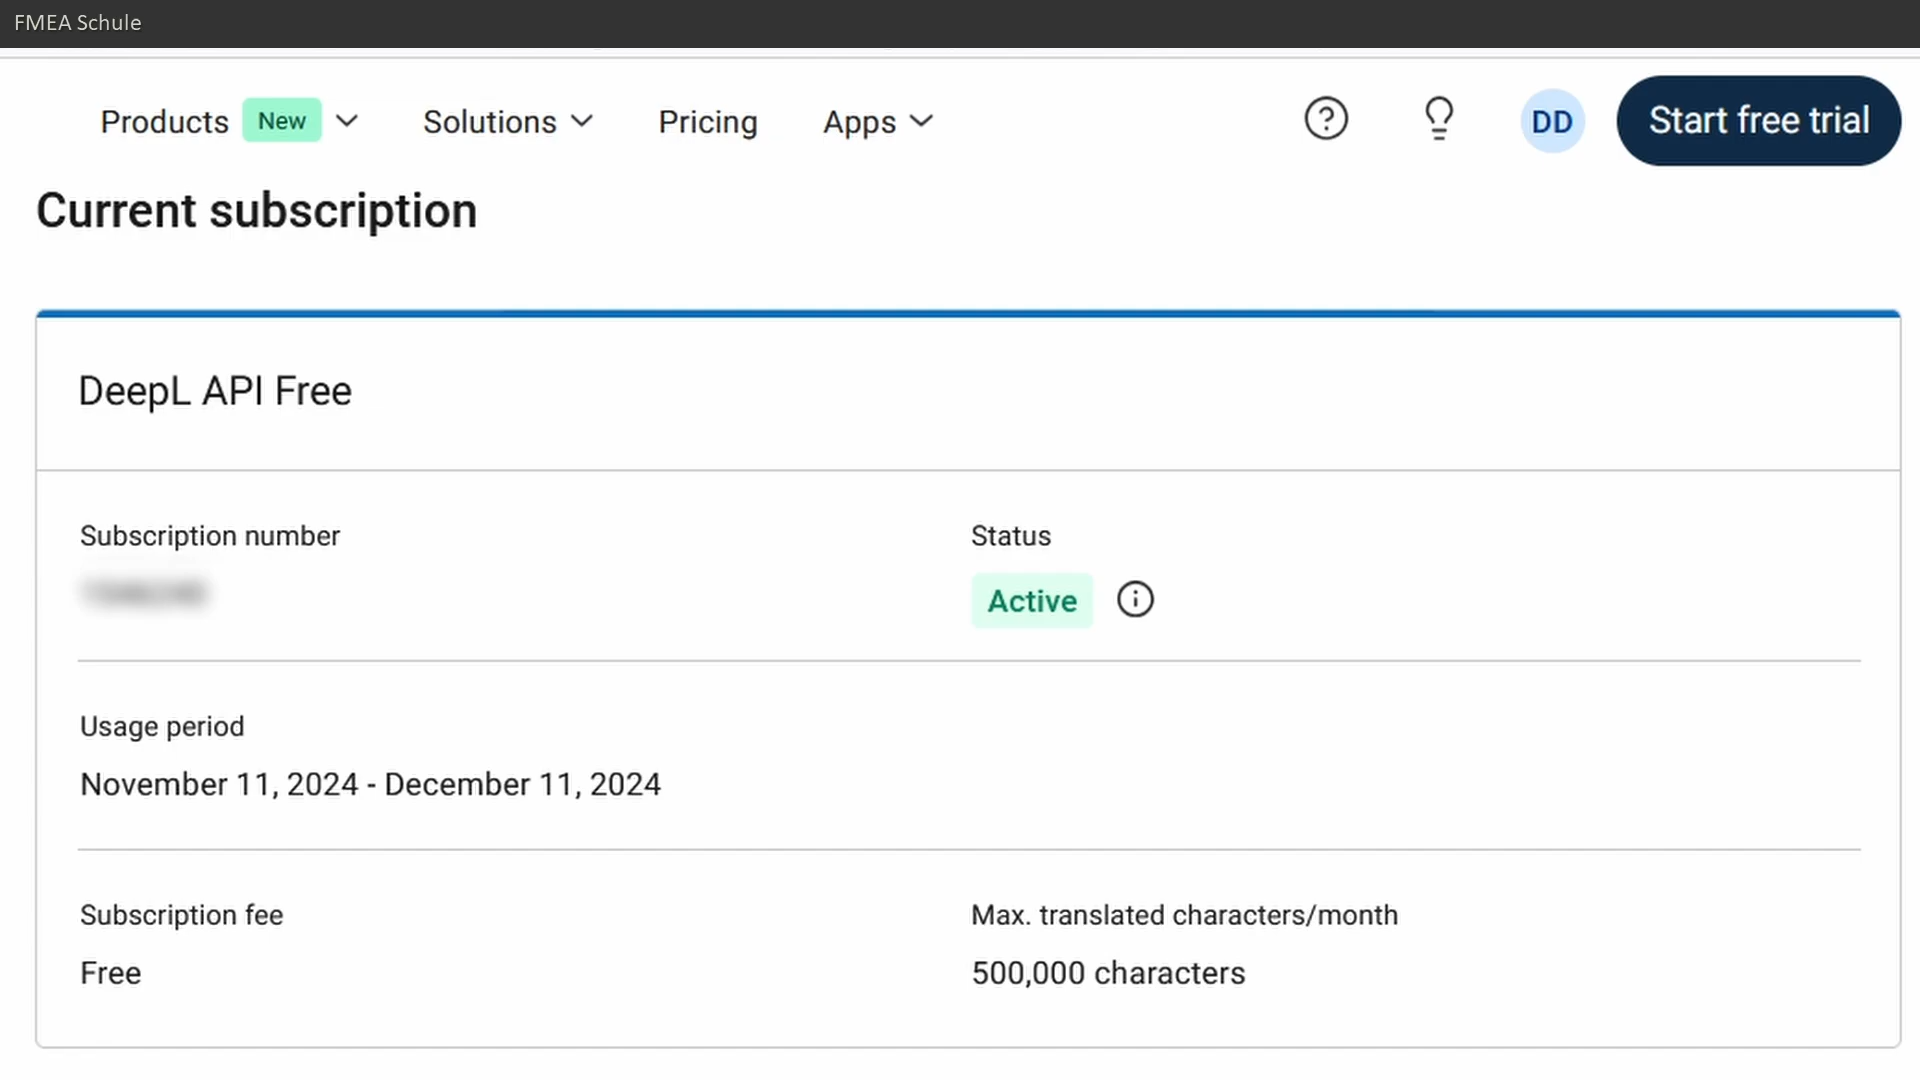 FMEA Schule
Products New Solutions Pricing Apps DD Start free trial
Current subscription
DeepL API Free
Subscription number Status
Active
Usage period
November 11, 2024 - December 11, 2024
Subscription fee Max. translated characters/month
Free 500,000 characters